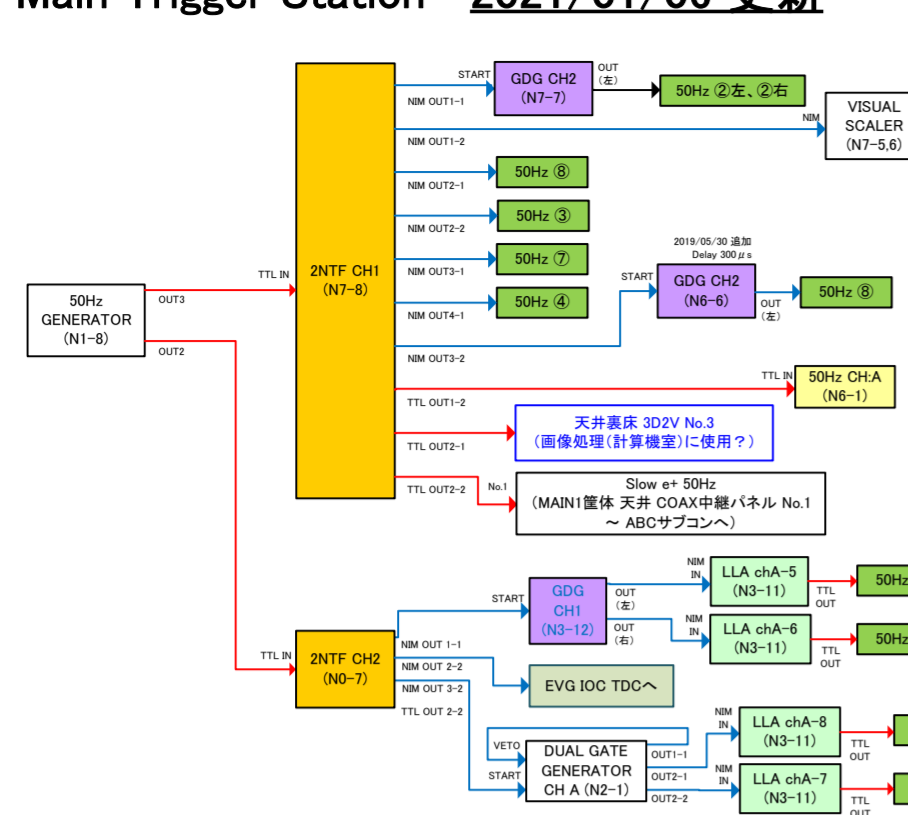 Main Trigger Station 2021/01/06 更新
START
GDG CH2
(N7-7)
OUT
(左)
50Hz ②左、②右
NIM OUT1-1
NIM
VISUAL
SCALER
(N7-5,6)
NIM OUT1-2
50Hz ⑧
NIM OUT2-1
50Hz ③
NIM OUT2-2
50Hz ⑦
NIM OUT3-1
50Hz ④
NIM OUT4-1
2019/05/30 追加
Delay 300μs
START
GDG CH2
(N6-6)
OUT
(左)
50Hz ⑧
NIM OUT3-2
2NTF CH1
(N7-8)
TTL IN
50Hz
GENERATOR
(N1-8)
OUT3
OUT2
TTL IN
50Hz CH:A
(N6-1)
TTL OUT1-2
天井裏床 3D2V No.3
(画像処理(計算機室)に使用?)
TTL OUT2-1
TTL OUT2-2
No.1
Slow e+ 50Hz
(MAIN1筐体 天井 COAX中継パネル No.1
～ ABCサブコンへ)
TTL IN
2NTF CH2
(N0-7)
START
GDG
CH1
(N3-12)
OUT
(左)
OUT
(右)
NIM
IN
LLA chA-5
(N3-11)
TTL
OUT
50Hz
NIM
IN
LLA chA-6
(N3-11)
TTL
OUT
50Hz
NIM OUT 1-1
NIM OUT 2-2
NIM OUT 3-2
TTL OUT 2-2
EVG IOC TDCへ
VETO
START
DUAL GATE
GENERATOR
CH A (N2-1)
OUT1-1
OUT2-1
OUT2-2
NIM
IN
LLA chA-8
(N3-11)
TTL
OUT
NIM
IN
LLA chA-7
(N3-11)
TTL
OUT